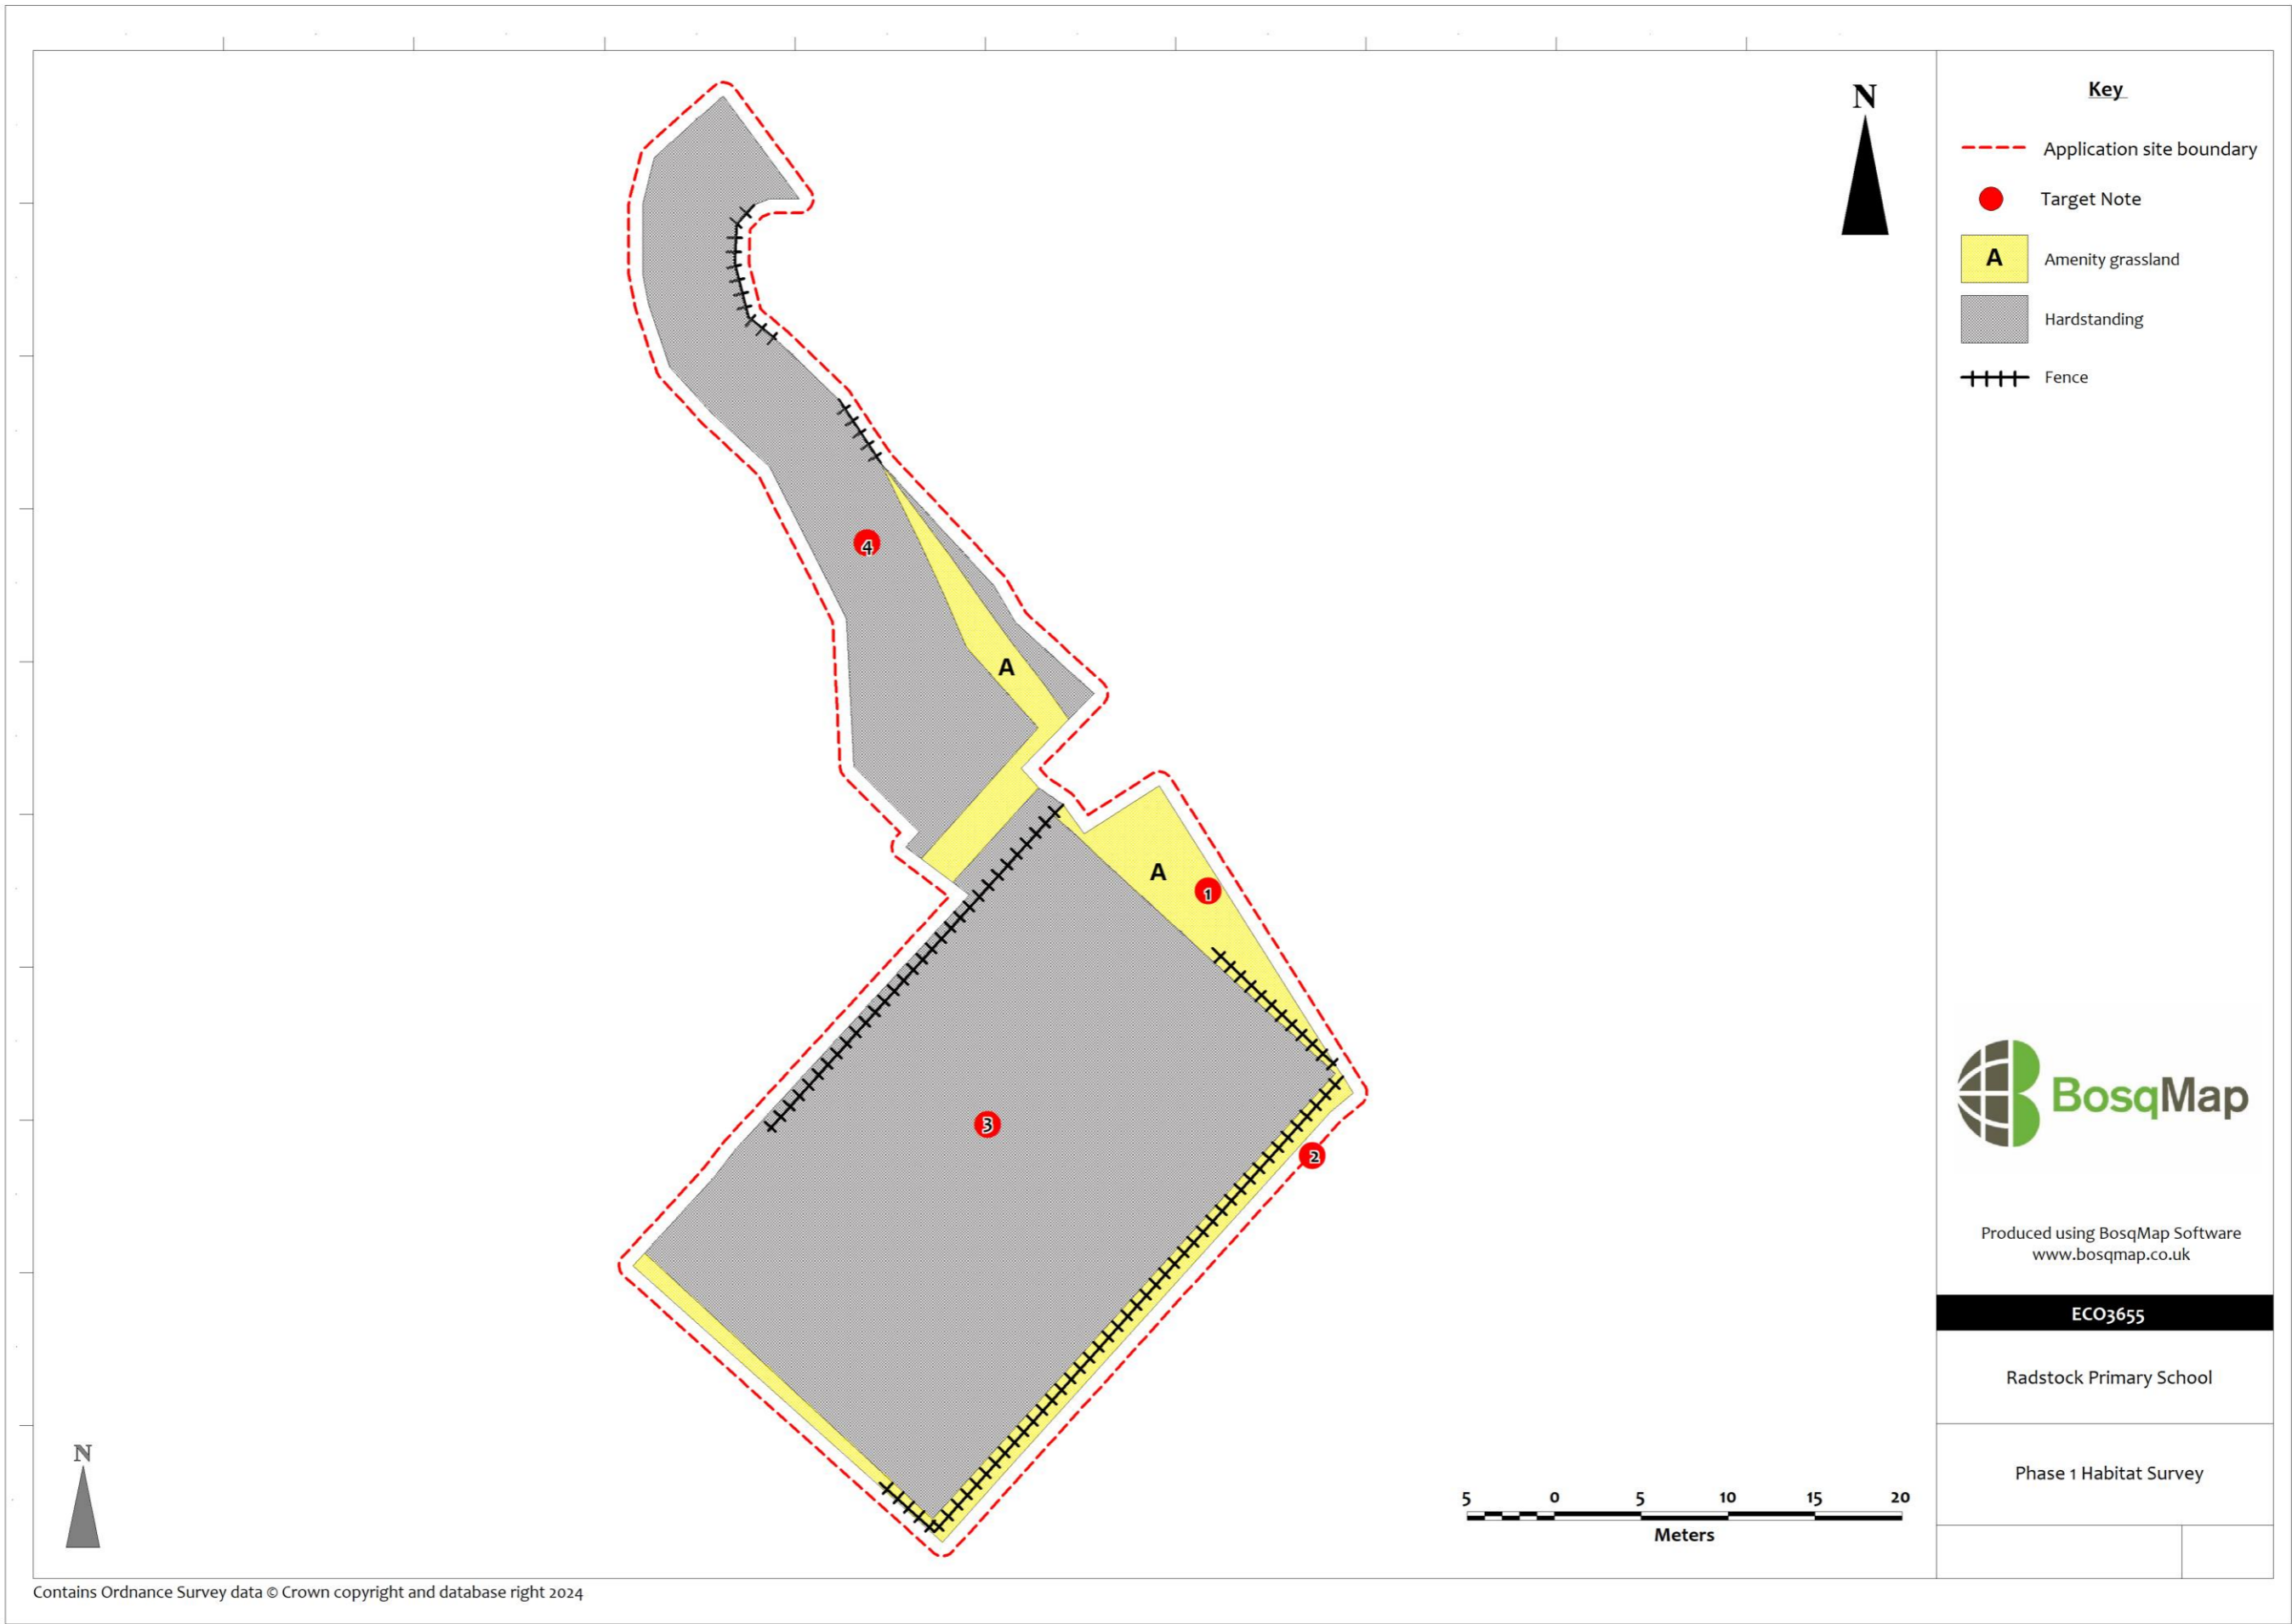 Key
N
Application site boundary
Target Note
A
Amenity grassland
Hardstanding
Fence
4
A
A
1
3
2
BosqMap
Produced using BosqMap Software
www.bosqmap.co.uk
ECO3655
Radstock Primary School
Phase 1 Habitat Survey
N
5 0 5 10 15 20
Meters
Contains Ordnance Survey data © Crown copyright and database right 2024